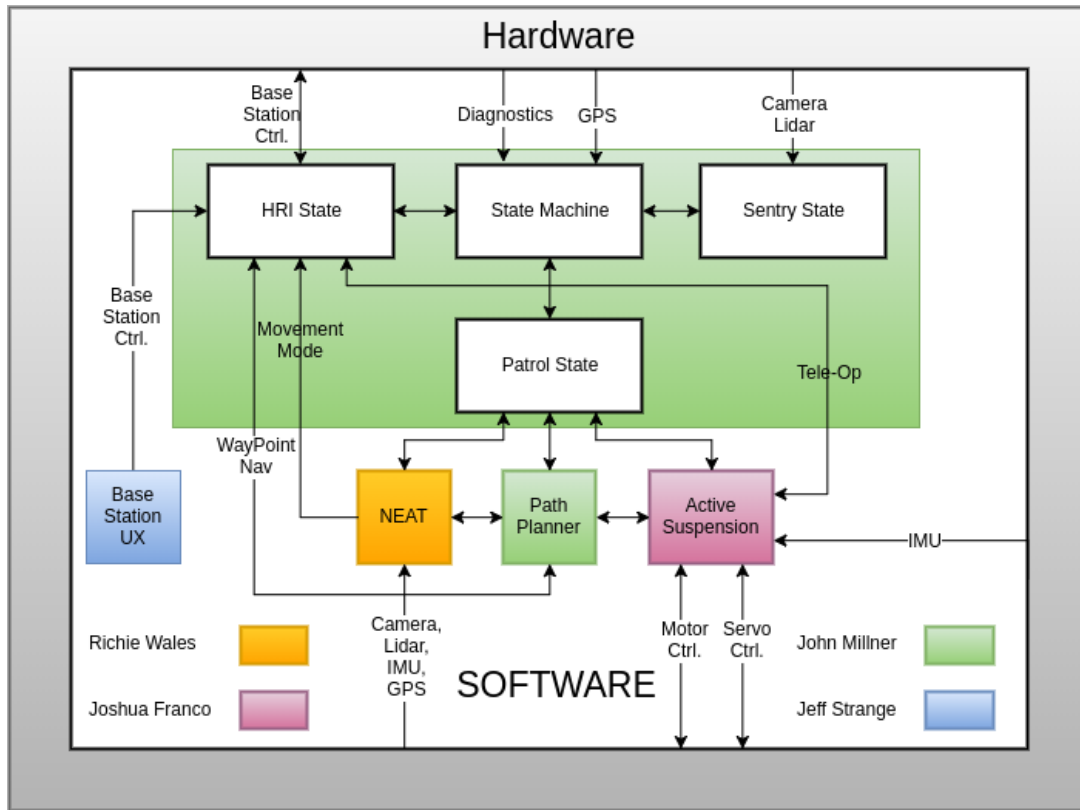 Hardware
Base
Station
Ctrl.
Diagnostics
GPS
Camera
Lidar
HRI State
State Machine
Sentry State
Base
Station
Ctrl.
Movement
Mode
Patrol State
Tele-Op
WayPoint
Nav
Base
Station
UX
NEAT
Path
Planner
Active
Suspension
IMU
Camera,
Lidar,
IMU,
GPS
Motor
Ctrl.
Servo
Ctrl.
Richie Wales
John Millner
SOFTWARE
Joshua Franco
Jeff Strange